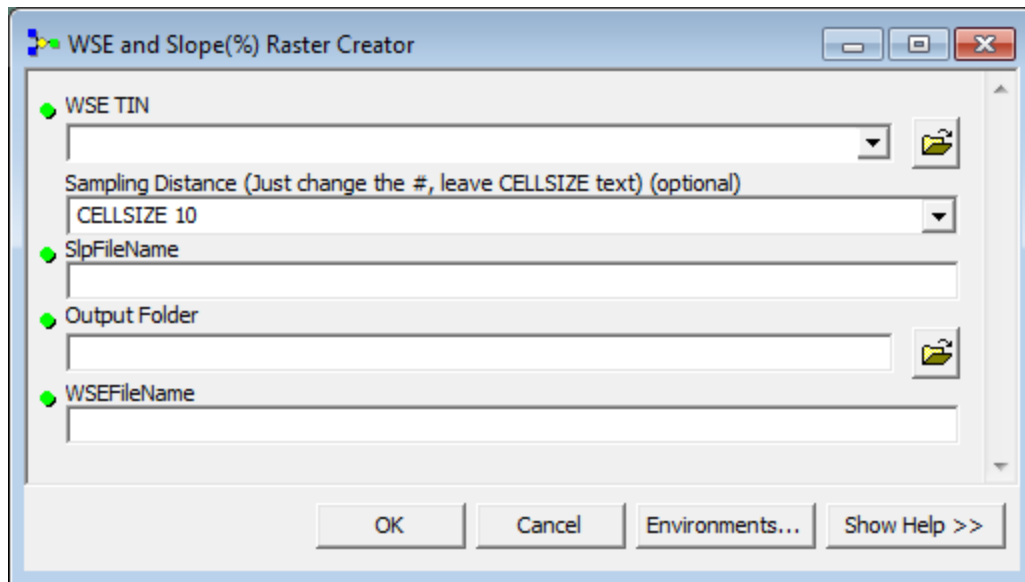 WSE and Slope(%) Raster Creator
WSE TIN
Sampling Distance (Just change the #, leave CELLSIZE text) (optional)
CELLSIZE 10
SlpFileName
Output Folder
WSEFileName
OK Cancel Environments... Show Help >>